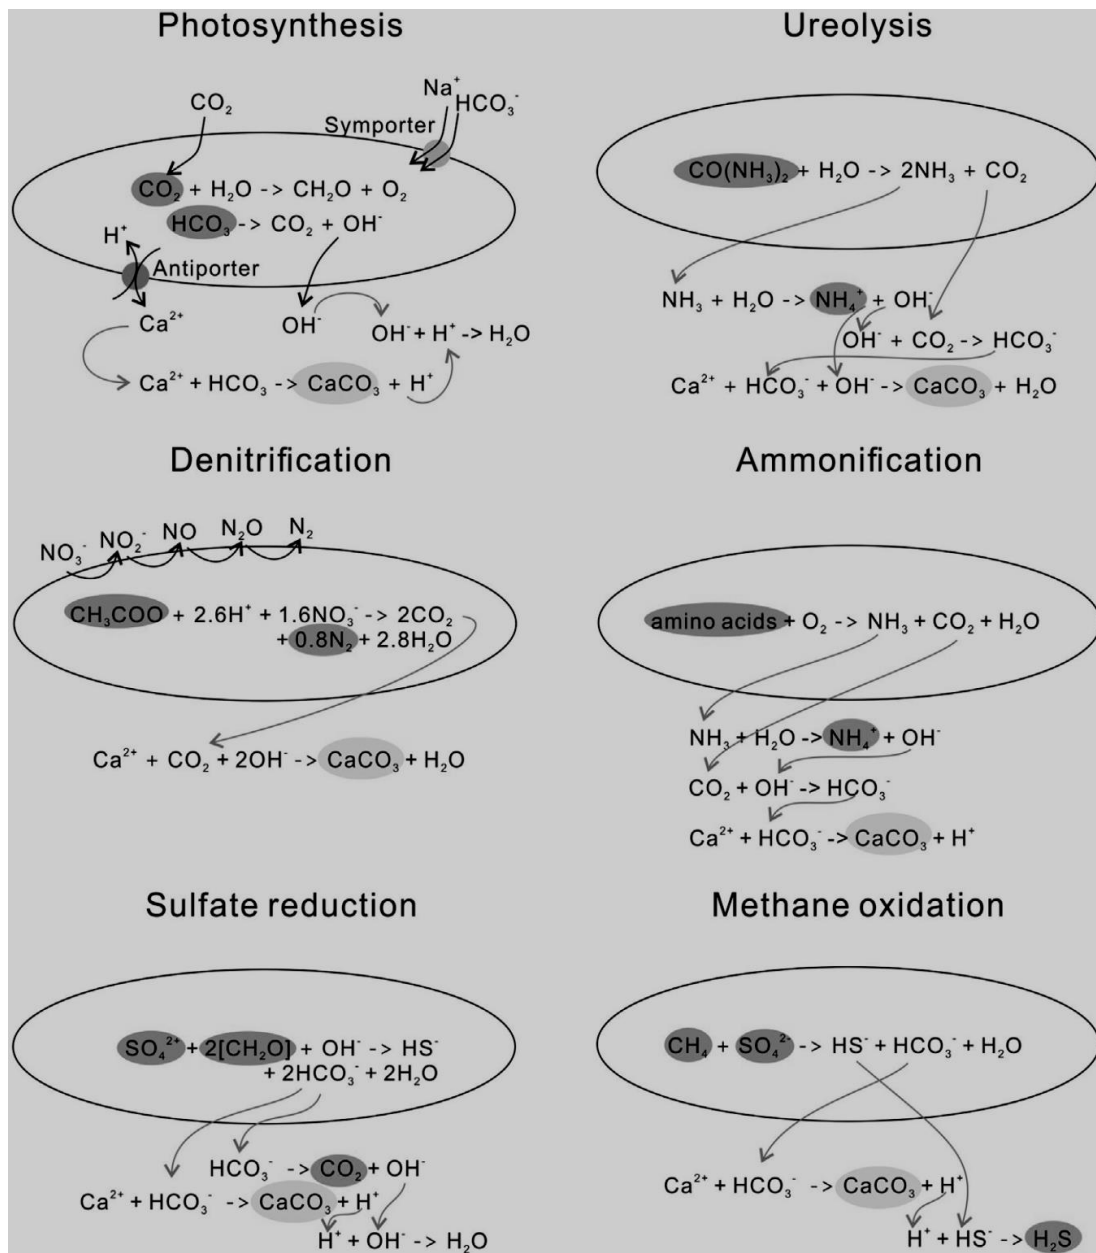 Photosynthesis
CO₂
Na⁺
HCO₃⁻
Symporter
CO₂ + H₂O -> CH₂O + O₂
HCO₃ -> CO₂ + OH⁻
H⁺
Antiporter
Ca²⁺
OH⁻
OH⁻ + H⁺ -> H₂O
Ca²⁺ + HCO₃ -> CaCO₃ + H⁺
Ureolysis
CO(NH₃)₂ + H₂O -> 2NH₃ + CO₂
NH₃ + H₂O -> NH₄⁺ + OH⁻
OH⁻ + CO₂ -> HCO₃⁻
Ca²⁺ + HCO₃⁻ + OH⁻ -> CaCO₃ + H₂O
Denitrification
NO₃⁻ NO₂⁻ NO N₂O N₂
CH₃COO + 2.6H⁺ + 1.6NO₃⁻ -> 2CO₂
+ 0.8N₂ + 2.8H₂O
Ca²⁺ + CO₂ + 2OH⁻ -> CaCO₃ + H₂O
Ammonification
amino acids + O₂ -> NH₃ + CO₂ + H₂O
NH₃ + H₂O -> NH₄⁺ + OH⁻
CO₂ + OH⁻ -> HCO₃⁻
Ca²⁺ + HCO₃⁻ -> CaCO₃ + H⁺
Sulfate reduction
SO₄²⁺ + 2[CH₂O] + OH⁻ -> HS⁻
+ 2HCO₃⁻ + 2H₂O
HCO₃⁻ -> CO₂ + OH⁻
Ca²⁺ + HCO₃⁻ -> CaCO₃ + H⁺
H⁺ + OH⁻ -> H₂O
Methane oxidation
CH₄ + SO₄²⁻ -> HS⁻ + HCO₃⁻ + H₂O
Ca²⁺ + HCO₃⁻ -> CaCO₃ + H⁺
H⁺ + HS⁻ -> H₂S